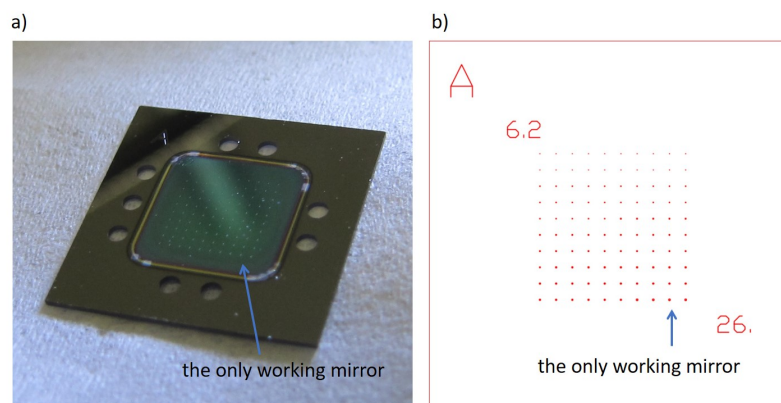 a)
b)
A
6.2
26.
the only working mirror
the only working mirror